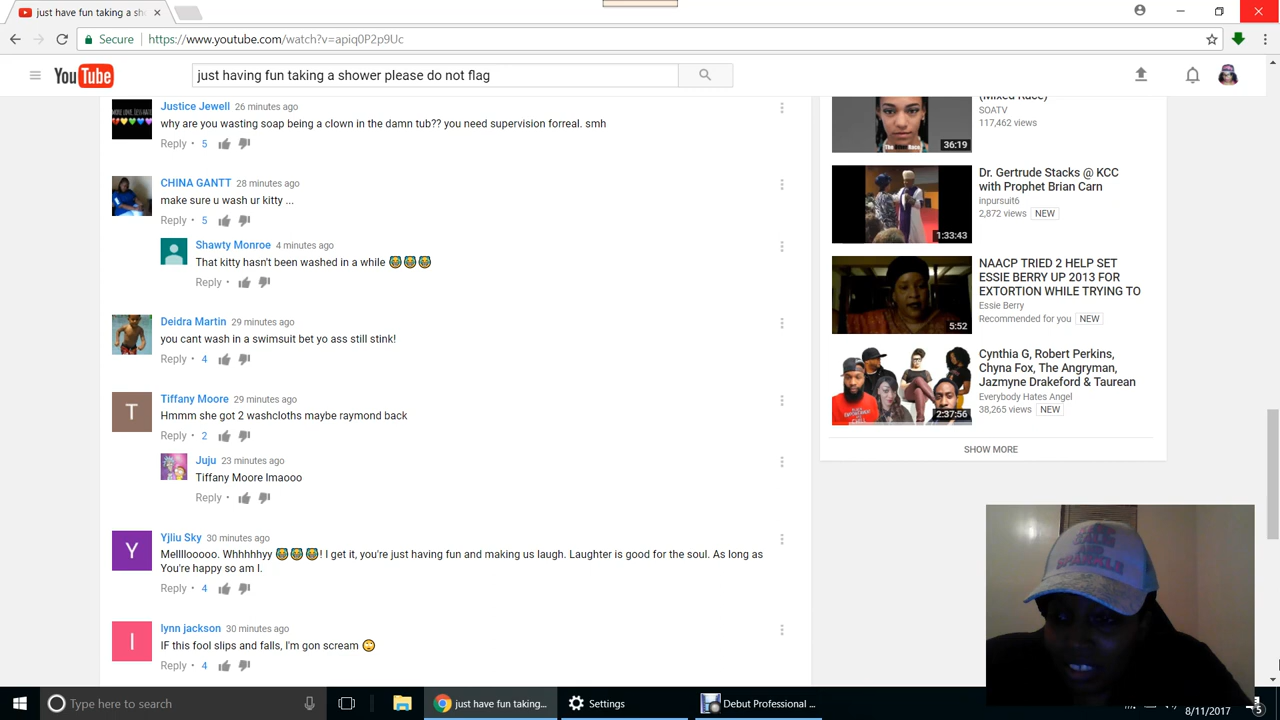 just have fun taking a sho
Secure
https://www.youtube.com/watch?v=apiq0P2p9Uc
YouTube
just having fun taking a shower please do not flag
Justice Jewell 26 minutes ago
why are you wasting soap being a clown in the damn tub?? you need supervision forreal. smh
Reply • 5
CHINA GANTT 28 minutes ago
make sure u wash ur kitty ...
Reply • 5
Shawty Monroe 4 minutes ago
That kitty hasn't been washed in a while
Reply •
Deidra Martin 29 minutes ago
you cant wash in a swimsuit bet yo ass still stink!
Reply • 4
T
Tiffany Moore 29 minutes ago
Hmmm she got 2 washcloths maybe raymond back
Reply • 2
Juju 23 minutes ago
Tiffany Moore lmaooo
Reply •
Y
Yjliu Sky 30 minutes ago
Mellllooooo. Whhhhhyy ! I get it, you're just having fun and making us laugh. Laughter is good for the soul. As long as
You're happy so am I.
Reply • 4
l
lynn jackson 30 minutes ago
IF this fool slips and falls, I'm gon scream
Reply • 4
(Mixed Race)
SOATV
117,462 views
36:19
Dr. Gertrude Stacks @ KCC
with Prophet Brian Carn
inpursuit6
2,872 views NEW
1:33:43
NAACP TRIED 2 HELP SET
ESSIE BERRY UP 2013 FOR
EXTORTION WHILE TRYING TO
Essie Berry
Recommended for you NEW
5:52
Cynthia G, Robert Perkins,
Chyna Fox, The Angryman,
Jazmyne Drakeford & Taurean
Everybody Hates Angel
38,265 views NEW
2:37:56
SHOW MORE
Type here to search
just have fun taking...
Settings
Debut Professional ...
8/11/2017
5